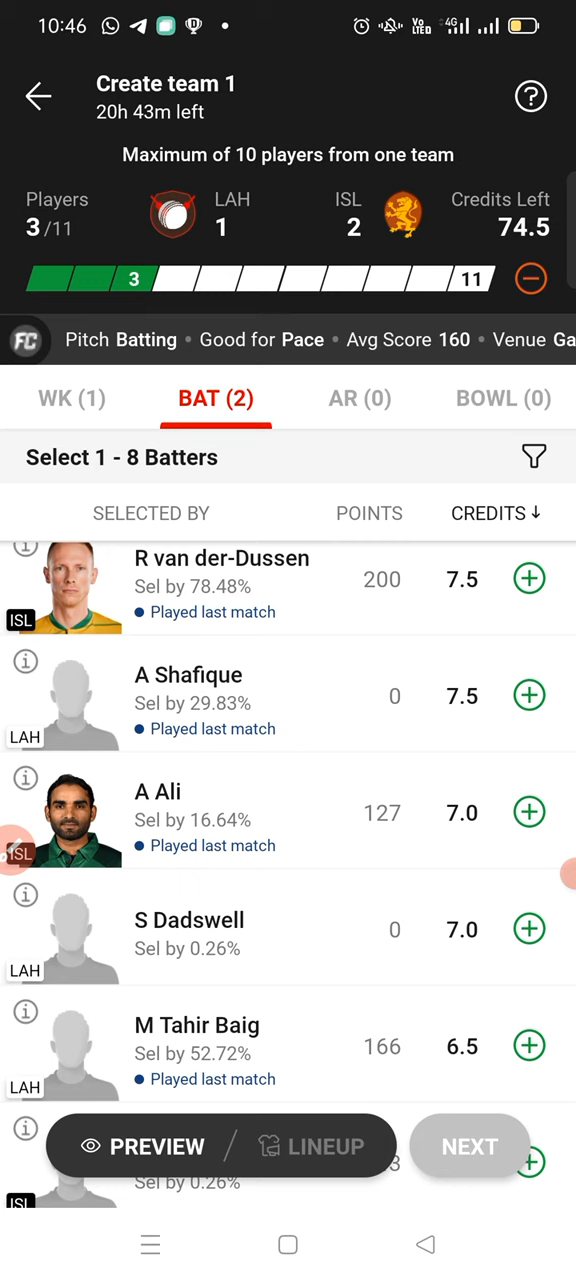 10:46
Vo LTED 4G
Create team 1
20h 43m left
Maximum of 10 players from one team
Players LAH ISL Credits Left
3 /11 1 2 74.5
3 11
FC Pitch Batting • Good for Pace • Avg Score 160 • Venue Ga
WK (1) BAT (2) AR (0) BOWL (0)
Select 1 - 8 Batters
SELECTED BY POINTS CREDITS↓
R van der-Dussen
Sel by 78.48% 200 7.5
ISL Played last match
A Shafique
Sel by 29.83% 0 7.5
LAH Played last match
A Ali
Sel by 16.64% 127 7.0
ISL Played last match
S Dadswell
Sel by 0.26% 0 7.0
LAH
M Tahir Baig
Sel by 52.72% 166 6.5
LAH Played last match
PREVIEW / LINEUP NEXT
3
Sel by 0.26%
ISL